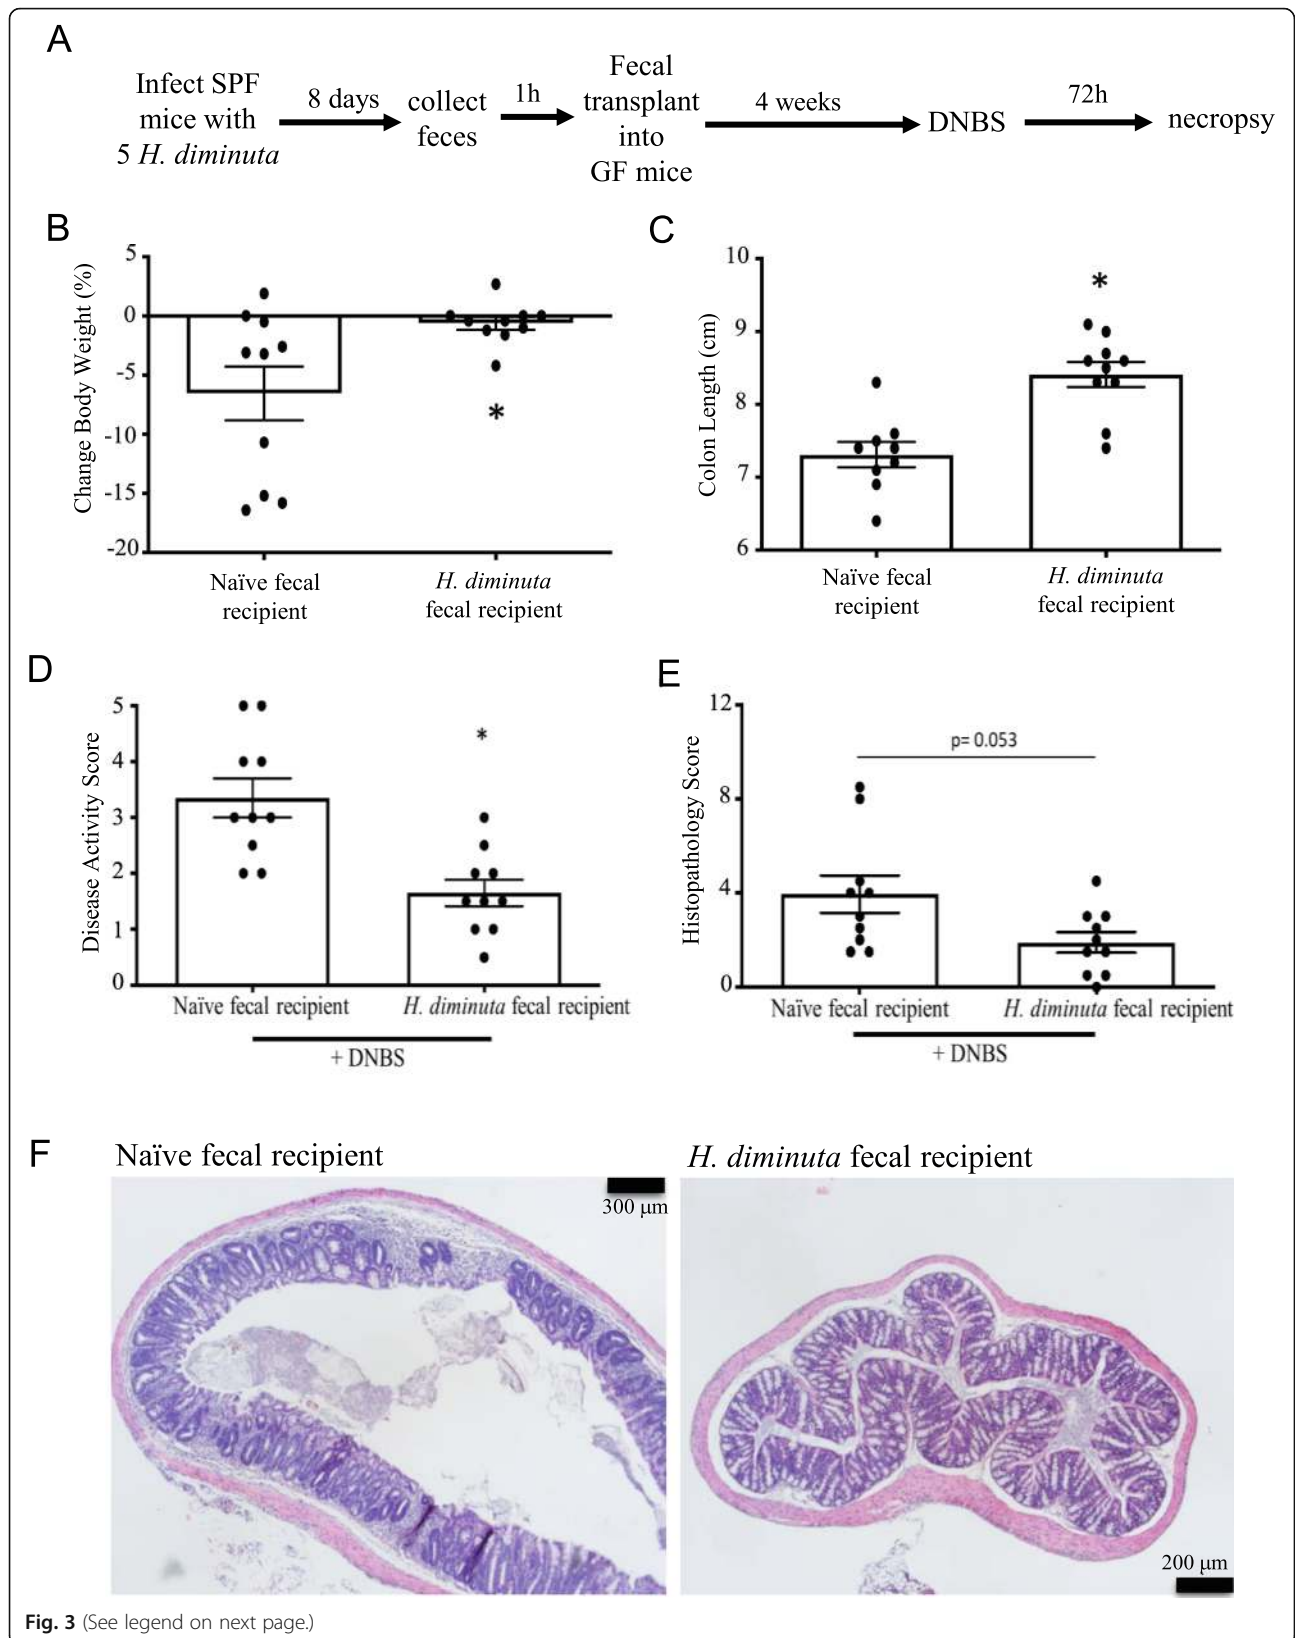 A
Infect SPF
mice with
5 H. diminuta
8 days
collect
feces
1h
Fecal
transplant
into
GF mice
4 weeks
DNBS
72h
necropsy
B
Change Body Weight (%)
5
0
-5
-10
-15
-20
*
Naïve fecal
recipient
H. diminuta
fecal recipient
C
Colon Length (cm)
10
9
8
7
6
*
Naïve fecal
recipient
H. diminuta
fecal recipient
D
Disease Activity Score
5
4
3
2
1
0
*
Naïve fecal recipient
H. diminuta fecal recipient
+ DNBS
E
Histopathology Score
12
8
4
0
p= 0.053
Naïve fecal recipient
H. diminuta fecal recipient
+ DNBS
F
Naïve fecal recipient
300 µm
H. diminuta fecal recipient
200 µm
Fig. 3 (See legend on next page.)